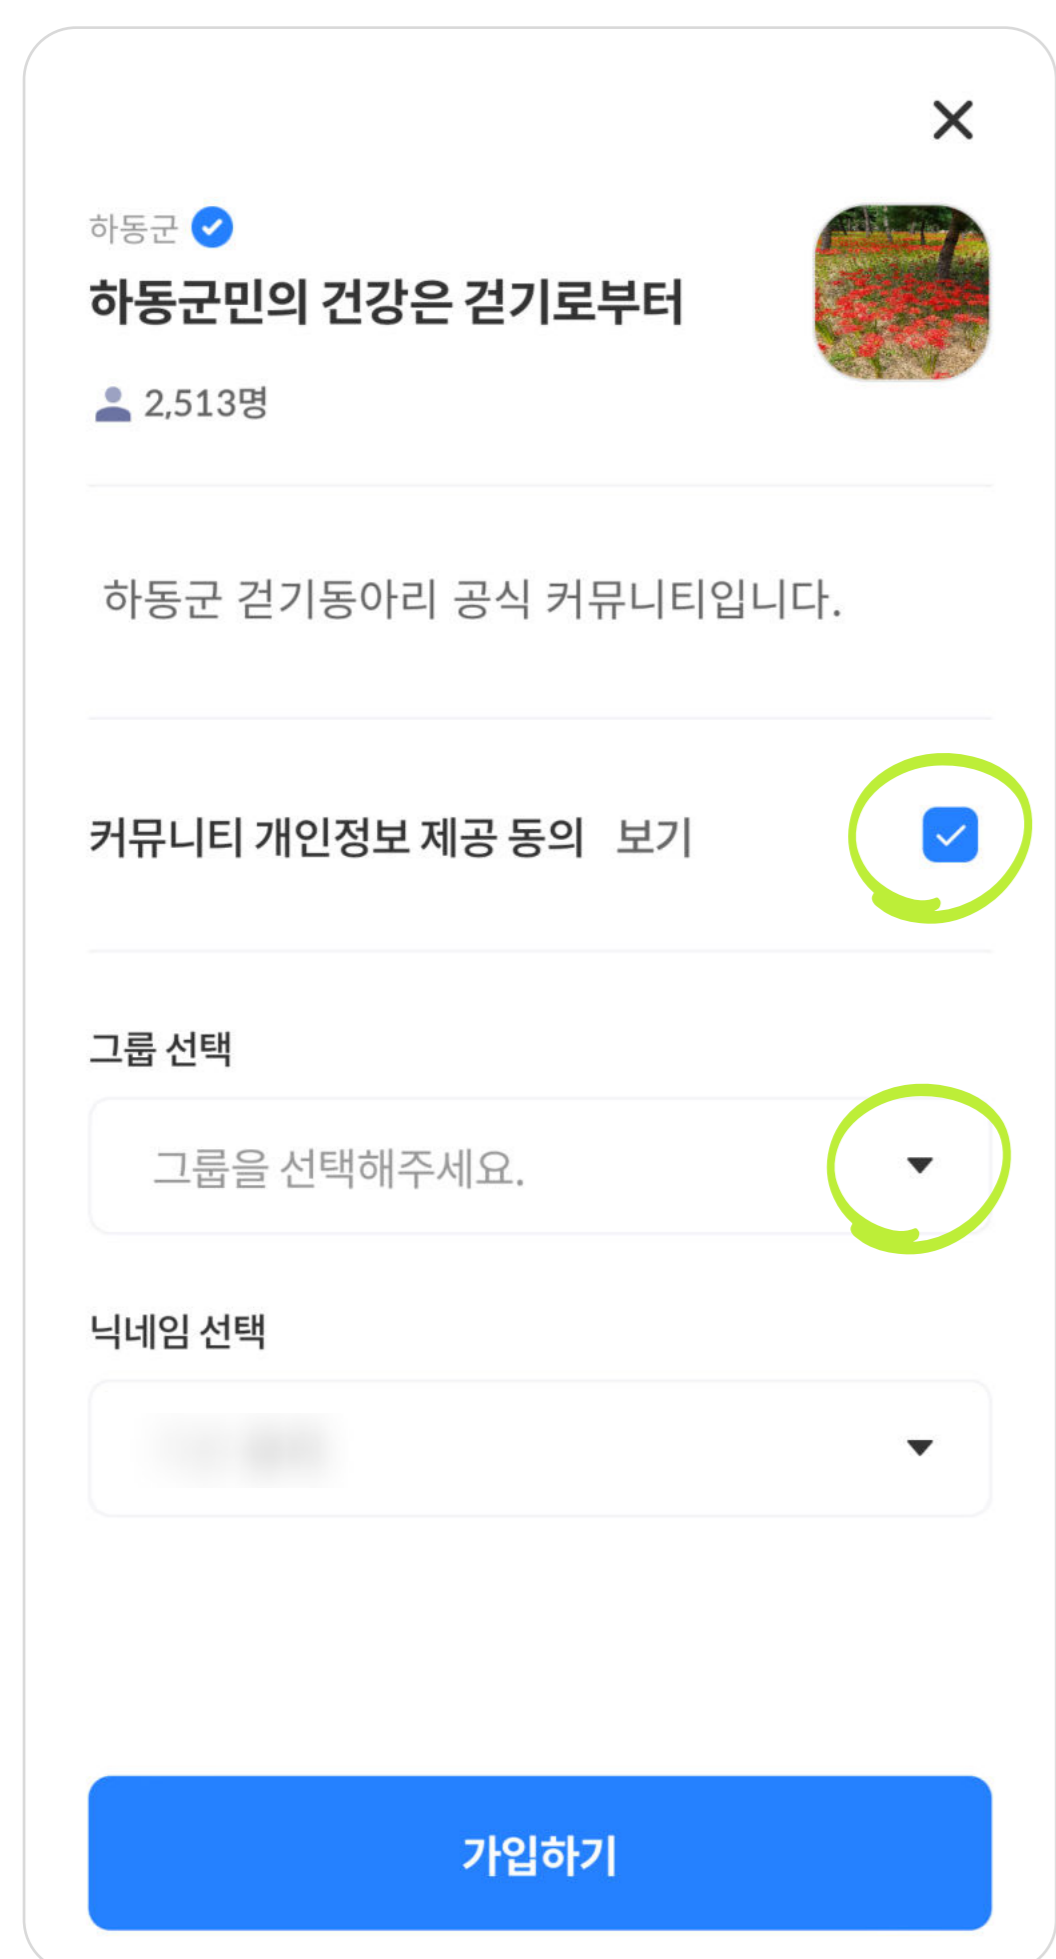 하동군
하동군민의 건강은 걷기로부터
2,513명
하동군 걷기동아리 공식 커뮤니티입니다.
커뮤니티 개인정보 제공 동의 보기
그룹 선택
그룹을 선택해주세요.
닉네임 선택
가입하기